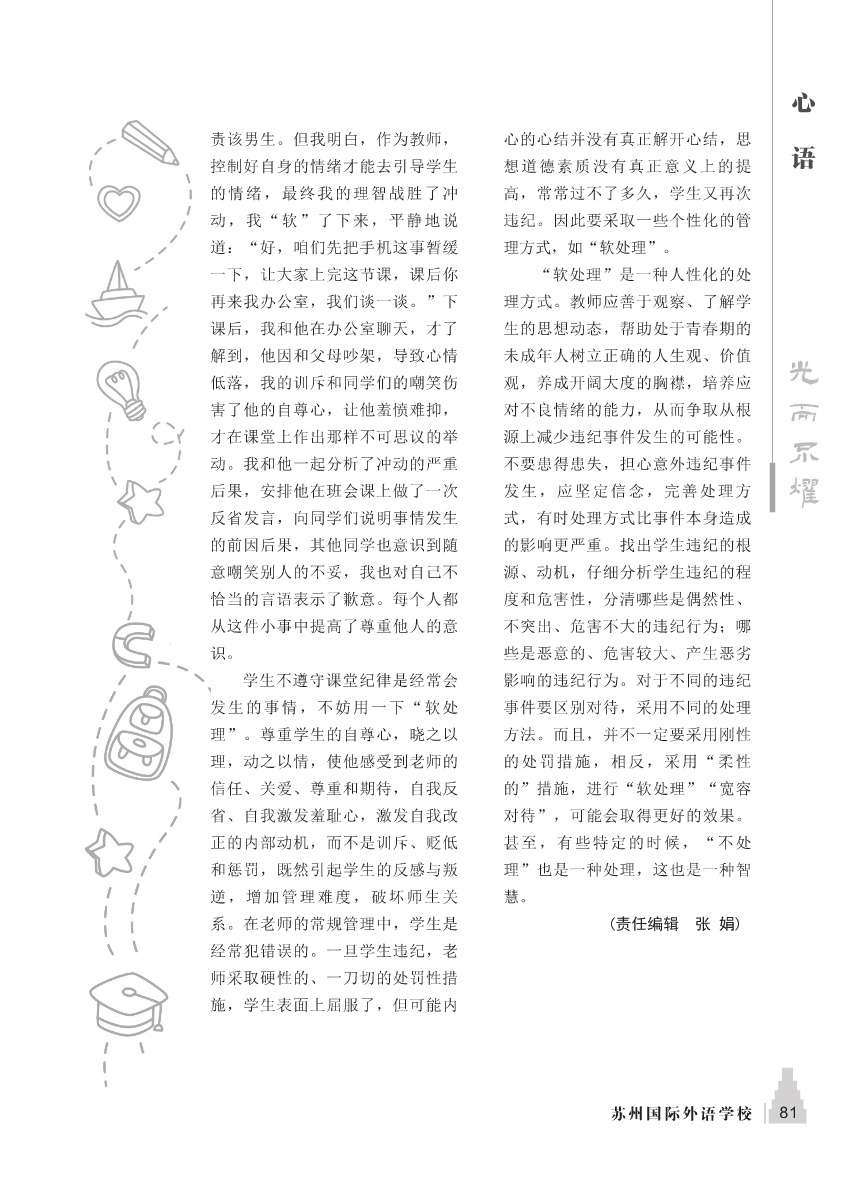 责该男生。但我明白，作为教师，
控制好自身的情绪才能去引导学生
的情绪，最终我的理智战胜了冲
动，我“软”了下来，平静地说
道：“好，咱们先把手机这事暂缓
一下，让大家上完这节课，课后你
再来我办公室，我们谈一谈。”下
课后，我和他在办公室聊天，才了
解到，他因和父母吵架，导致心情
低落，我的训斥和同学们的嘲笑伤
害了他的自尊心，让他羞愤难抑，
才在课堂上作出那样不可思议的举
动。我和他一起分析了冲动的严重
后果，安排他在班会课上做了一次
反省发言，向同学们说明事情发生
的前因后果，其他同学也意识到随
意嘲笑别人的不妥，我也对自己不
恰当的言语表示了歉意。每个人都
从这件小事中提高了尊重他人的意
识。
学生不遵守课堂纪律是经常会
发生的事情，不妨用一下“软处
理”。尊重学生的自尊心，晓之以
理，动之以情，使他感受到老师的
信任、关爱、尊重和期待，自我反
省、自我激发羞耻心，激发自我改
正的内部动机，而不是训斥、贬低
和惩罚，既然引起学生的反感与叛
逆，增加管理难度，破坏师生关
系。在老师的常规管理中，学生是
经常犯错误的。一旦学生违纪，老
师采取硬性的、一刀切的处罚性措
施，学生表面上屈服了，但可能内
心的心结并没有真正解开心结，思
想道德素质没有真正意义上的提
高，常常过不了多久，学生又再次
违纪。因此要采取一些个性化的管
理方式，如“软处理”。
“软处理”是一种人性化的处
理方式。教师应善于观察、了解学
生的思想动态，帮助处于青春期的
未成年人树立正确的人生观、价值
观，养成开阔大度的胸襟，培养应
对不良情绪的能力，从而争取从根
源上减少违纪事件发生的可能性。
不要患得患失，担心意外违纪事件
发生，应坚定信念，完善处理方
式，有时处理方式比事件本身造成
的影响更严重。找出学生违纪的根
源、动机，仔细分析学生违纪的程
度和危害性，分清哪些是偶然性、
不突出、危害不大的违纪行为；哪
些是恶意的、危害较大、产生恶劣
影响的违纪行为。对于不同的违纪
事件要区别对待，采用不同的处理
方法。而且，并不一定要采用刚性
的处罚措施，相反，采用“柔性
的”措施，进行“软处理”“宽容
对待”，可能会取得更好的效果。
甚至，有些特定的时候，“不处
理”也是一种处理，这也是一种智
慧。
（责任编辑　张 娟）
心语
光而不耀
苏州国际外语学校
81